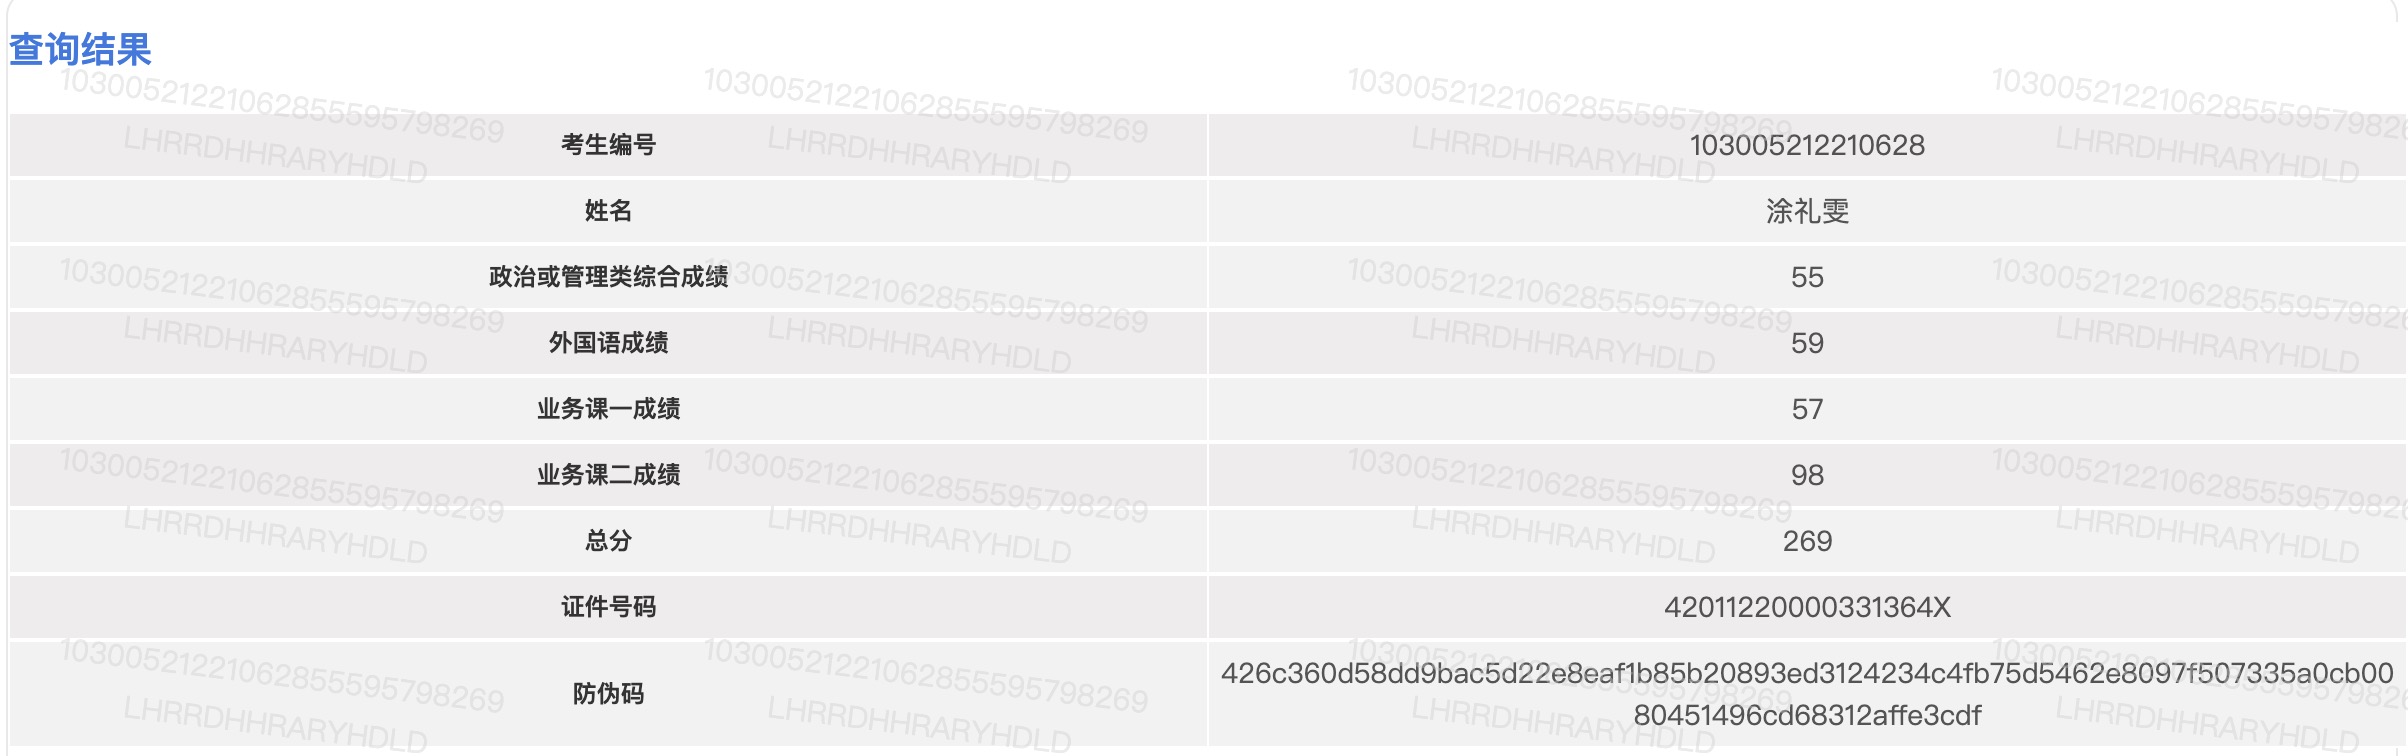 查询结果
考生编号 103005212210628
姓名 涂礼雯
政治或管理类综合成绩 55
外国语成绩 59
业务课一成绩 57
业务课二成绩 98
总分 269
证件号码 42011220000331364X
防伪码 426c360d58dd9bac5d22e8eaf1b85b20893ed3124234c4fb75d5462e8097f507335a0cb00
80451496cd68312affe3cdf
10300521221062855595798269
LHRRDHHRARYHDLD